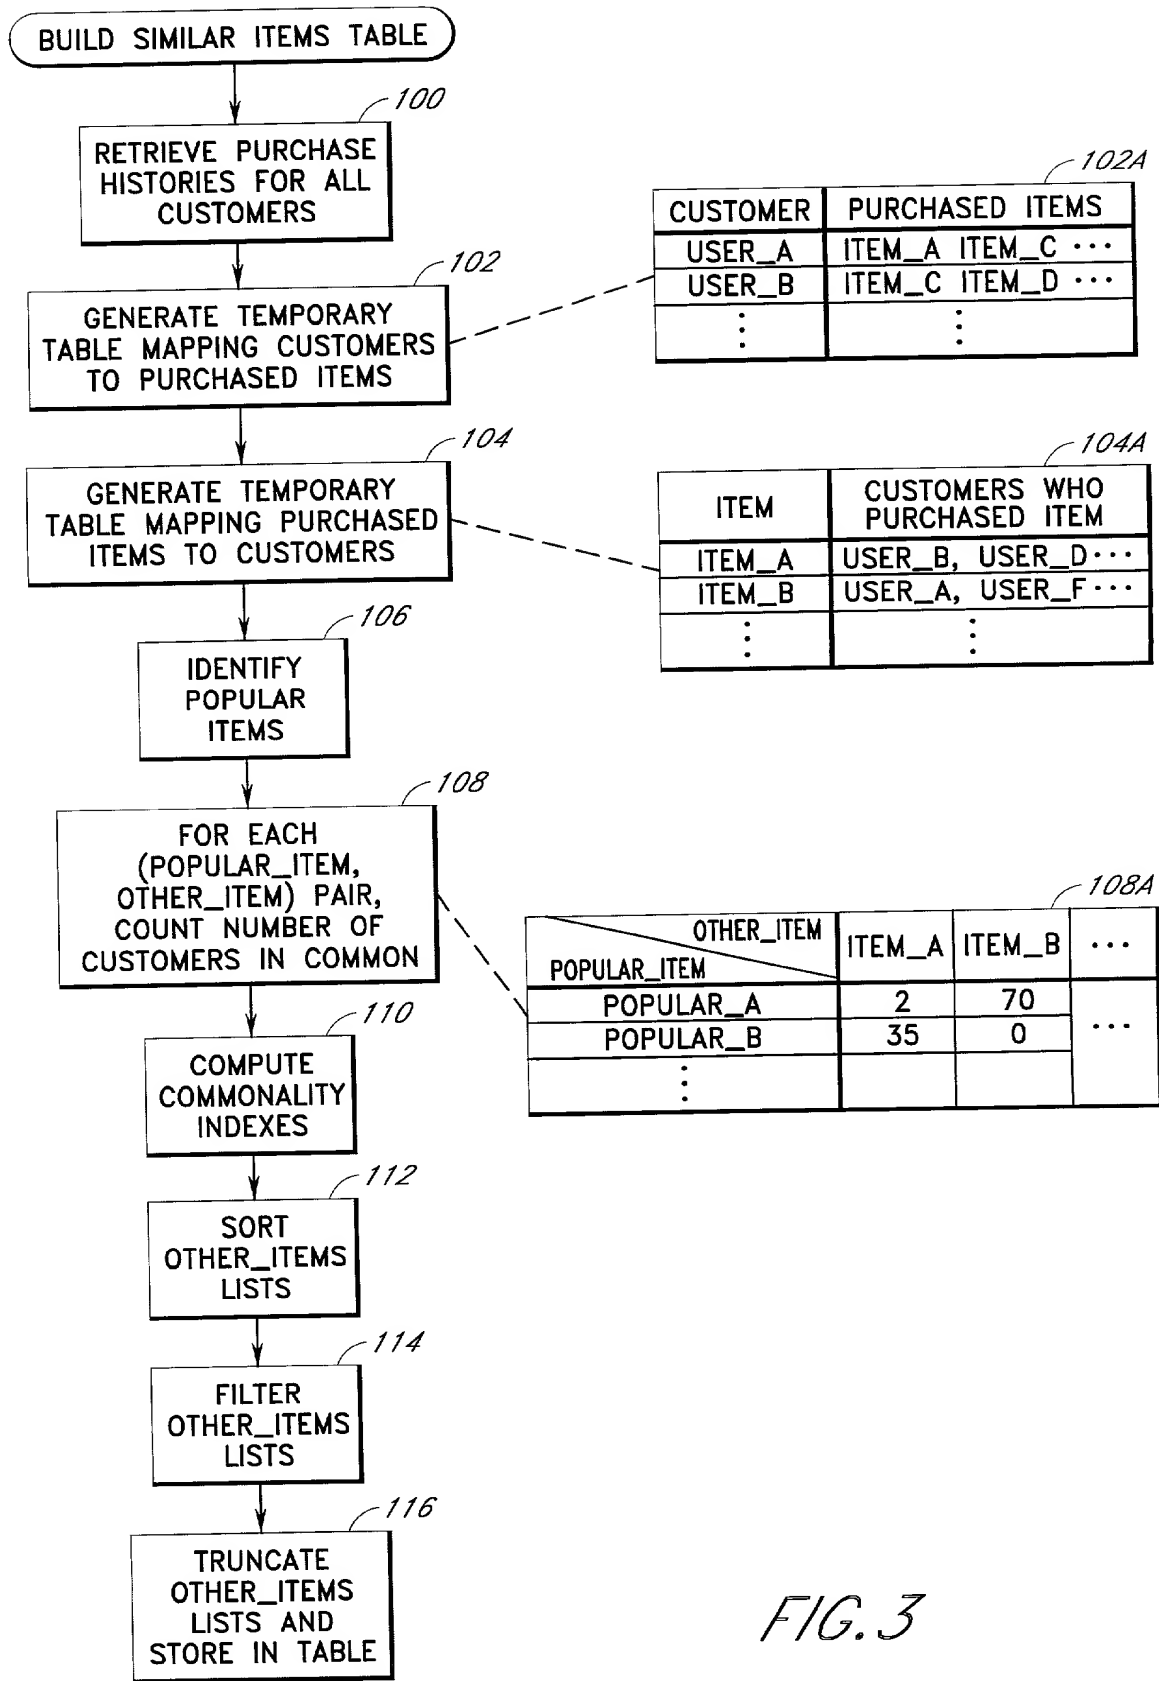 BUILD SIMILAR ITEMS TABLE
100
RETRIEVE PURCHASE
HISTORIES FOR ALL
CUSTOMERS
102
GENERATE TEMPORARY
TABLE MAPPING CUSTOMERS
TO PURCHASED ITEMS
102A
CUSTOMER PURCHASED ITEMS
USER_A ITEM_A ITEM_C ···
USER_B ITEM_C ITEM_D ···
104
GENERATE TEMPORARY
TABLE MAPPING PURCHASED
ITEMS TO CUSTOMERS
104A
ITEM
CUSTOMERS WHO
PURCHASED ITEM
ITEM_A USER_B, USER_D···
ITEM_B USER_A, USER_F···
106
IDENTIFY
POPULAR
ITEMS
108
FOR EACH
(POPULAR_ITEM,
OTHER_ITEM) PAIR,
COUNT NUMBER OF
CUSTOMERS IN COMMON
108A
OTHER_ITEM
POPULAR_ITEM
ITEM_A ITEM_B ···
POPULAR_A 2 70
POPULAR_B 35 0 ···
110
COMPUTE
COMMONALITY
INDEXES
112
SORT
OTHER_ITEMS
LISTS
114
FILTER
OTHER_ITEMS
LISTS
116
TRUNCATE
OTHER_ITEMS
LISTS AND
STORE IN TABLE
FIG. 3